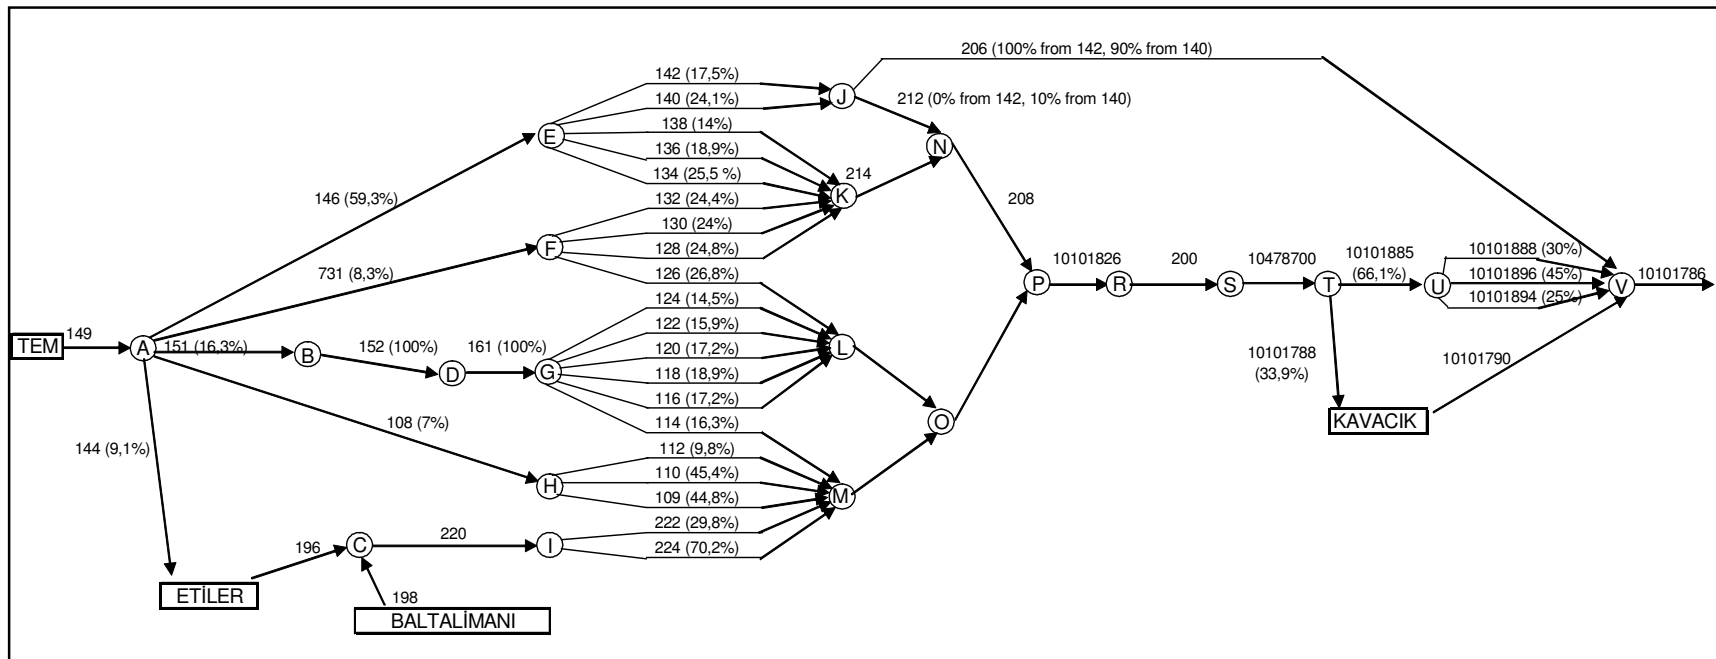 206 (100% from 142, 90% from 140)
142 (17,5%)
J
140 (24,1%)
212 (0% from 142, 10% from 140)
138 (14%)
E
136 (18,9%)
N
134 (25,5 %)
214
K
146 (59,3%)
132 (24,4%)
208
130 (24%)
F
128 (24,8%)
731 (8,3%)
126 (26,8%)
10101826
200
10478700
10101885
(66,1%)
10101888 (30%)
10101896 (45%)
10101786
P
R
S
T
U
V
10101894 (25%)
124 (14,5%)
149
TEM
A
151 (16,3%)
B
152 (100%)
161 (100%)
122 (15,9%)
L
120 (17,2%)
D
G
118 (18,9%)
10101788
(33,9%)
10101790
116 (17,2%)
114 (16,3%)
O
KAVACIK
108 (7%)
144 (9,1%)
112 (9,8%)
110 (45,4%)
H
M
109 (44,8%)
222 (29,8%)
196
C
220
I
224 (70,2%)
ETİLER
198
BALTALİMANI